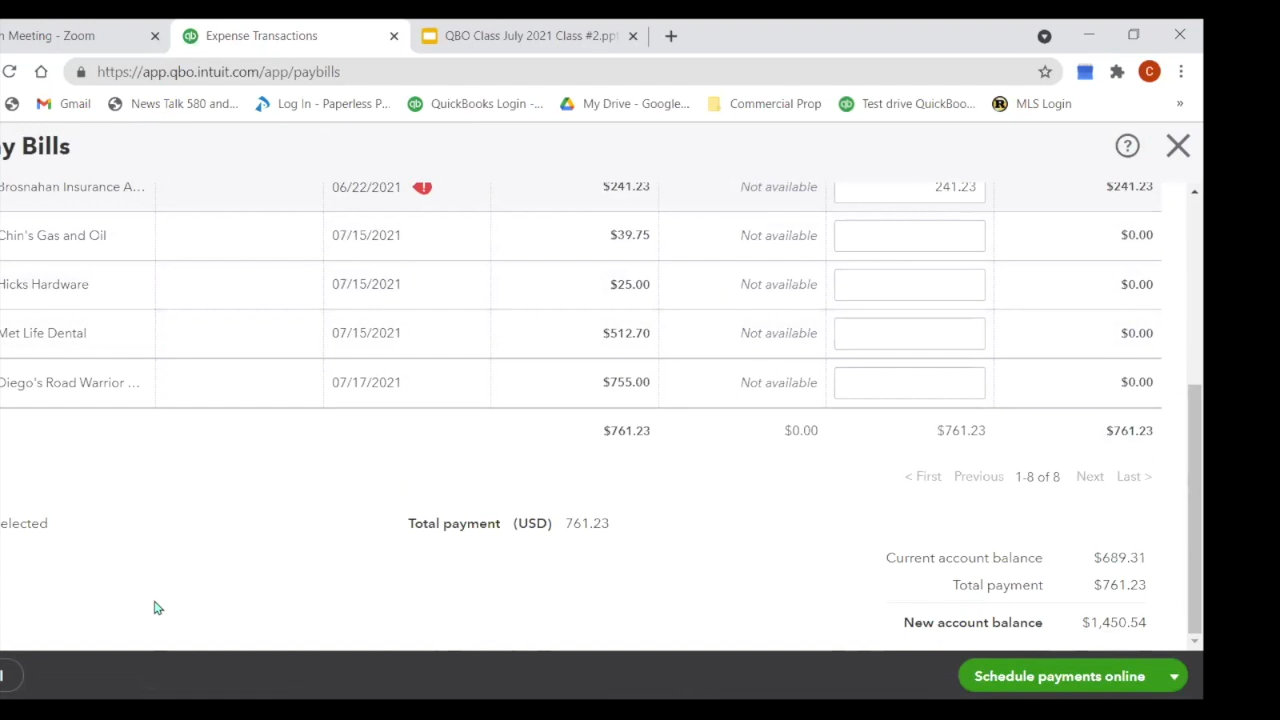 n Meeting - Zoom
Expense Transactions
QBO Class July 2021 Class #2.ppt
https://app.qbo.intuit.com/app/paybills
C
Gmail
News Talk 580 and...
Log In - Paperless P...
QuickBooks Login -...
My Drive - Google...
Commercial Prop
Test drive QuickBoo...
MLS Login
»
y Bills
Brosnahan Insurance A... 06/22/2021 $241.23 Not available 241.23 $241.23
Chin's Gas and Oil 07/15/2021 $39.75 Not available $0.00
Hicks Hardware 07/15/2021 $25.00 Not available $0.00
Met Life Dental 07/15/2021 $512.70 Not available $0.00
Diego's Road Warrior ... 07/17/2021 $755.00 Not available $0.00
$761.23 $0.00 $761.23 $761.23
< First Previous 1-8 of 8 Next Last >
elected Total payment (USD) 761.23
Current account balance $689.31
Total payment $761.23
New account balance $1,450.54
Schedule payments online